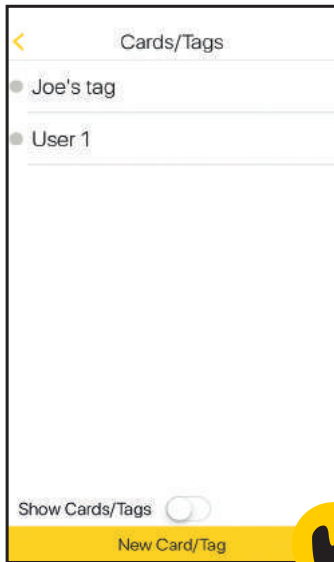 Cards/Tags
Joe's tag
User 1
Show Cards/Tags
New Card/Tag